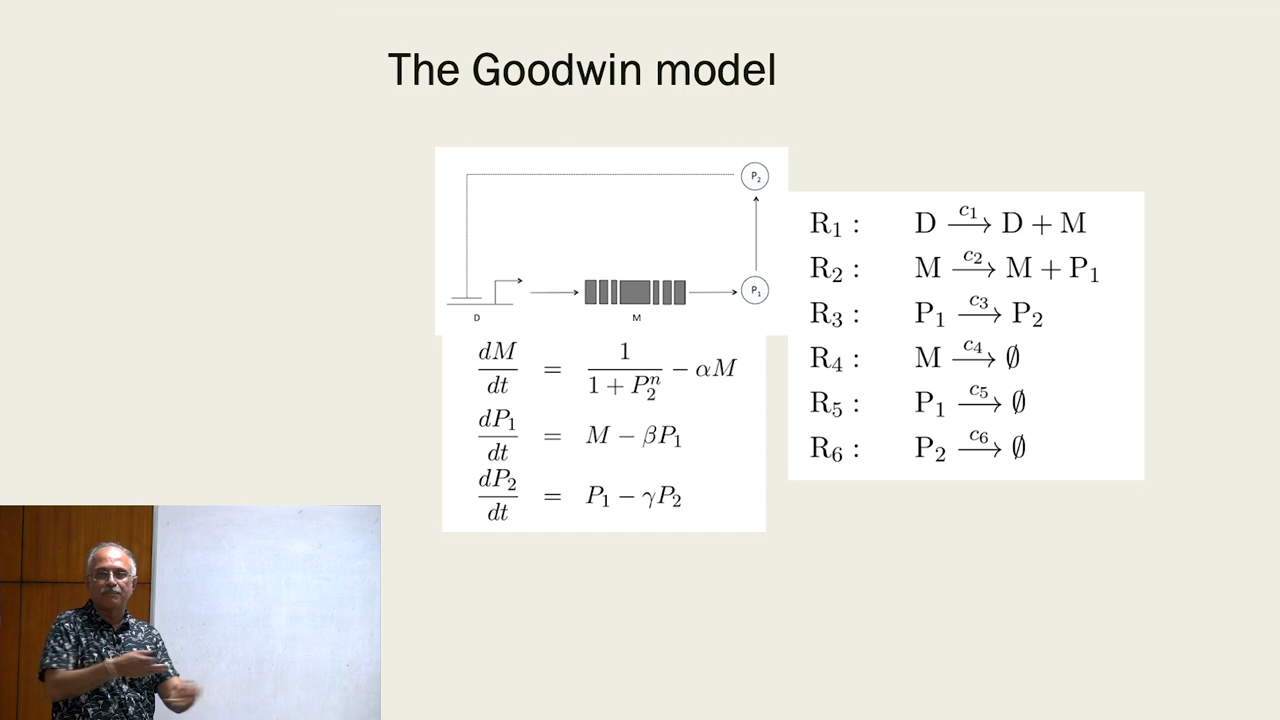 The Goodwin model
P₂
P₁
D
M
dM/dt = 1/(1 + P₂ⁿ) − αM
dP₁/dt = M − βP₁
dP₂/dt = P₁ − γP₂
R₁ : D —c₁→ D + M
R₂ : M —c₂→ M + P₁
R₃ : P₁ —c₃→ P₂
R₄ : M —c₄→ ∅
R₅ : P₁ —c₅→ ∅
R₆ : P₂ —c₆→ ∅